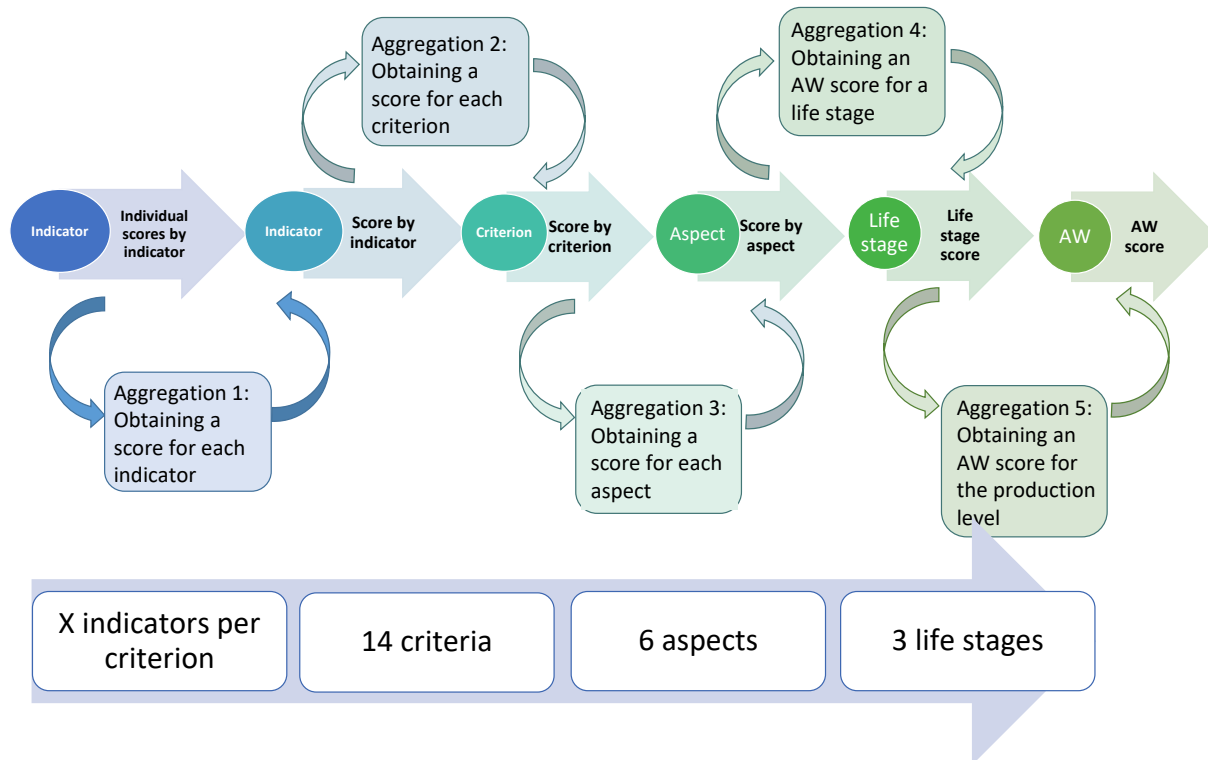 Aggregation 2:
Obtaining a
score for each
criterion
Aggregation 4:
Obtaining an
AW score for a
life stage
Indicator
Individual
scores by
indicator
Indicator
Score by
indicator
Criterion
Score by
criterion
Aspect
Score by
aspect
Life
stage
Life
stage
score
AW
AW
score
Aggregation 1:
Obtaining a
score for each
indicator
Aggregation 3:
Obtaining a
score for each
aspect
Aggregation 5:
Obtaining an
AW score for
the production
level
X indicators per
criterion
14 criteria
6 aspects
3 life stages